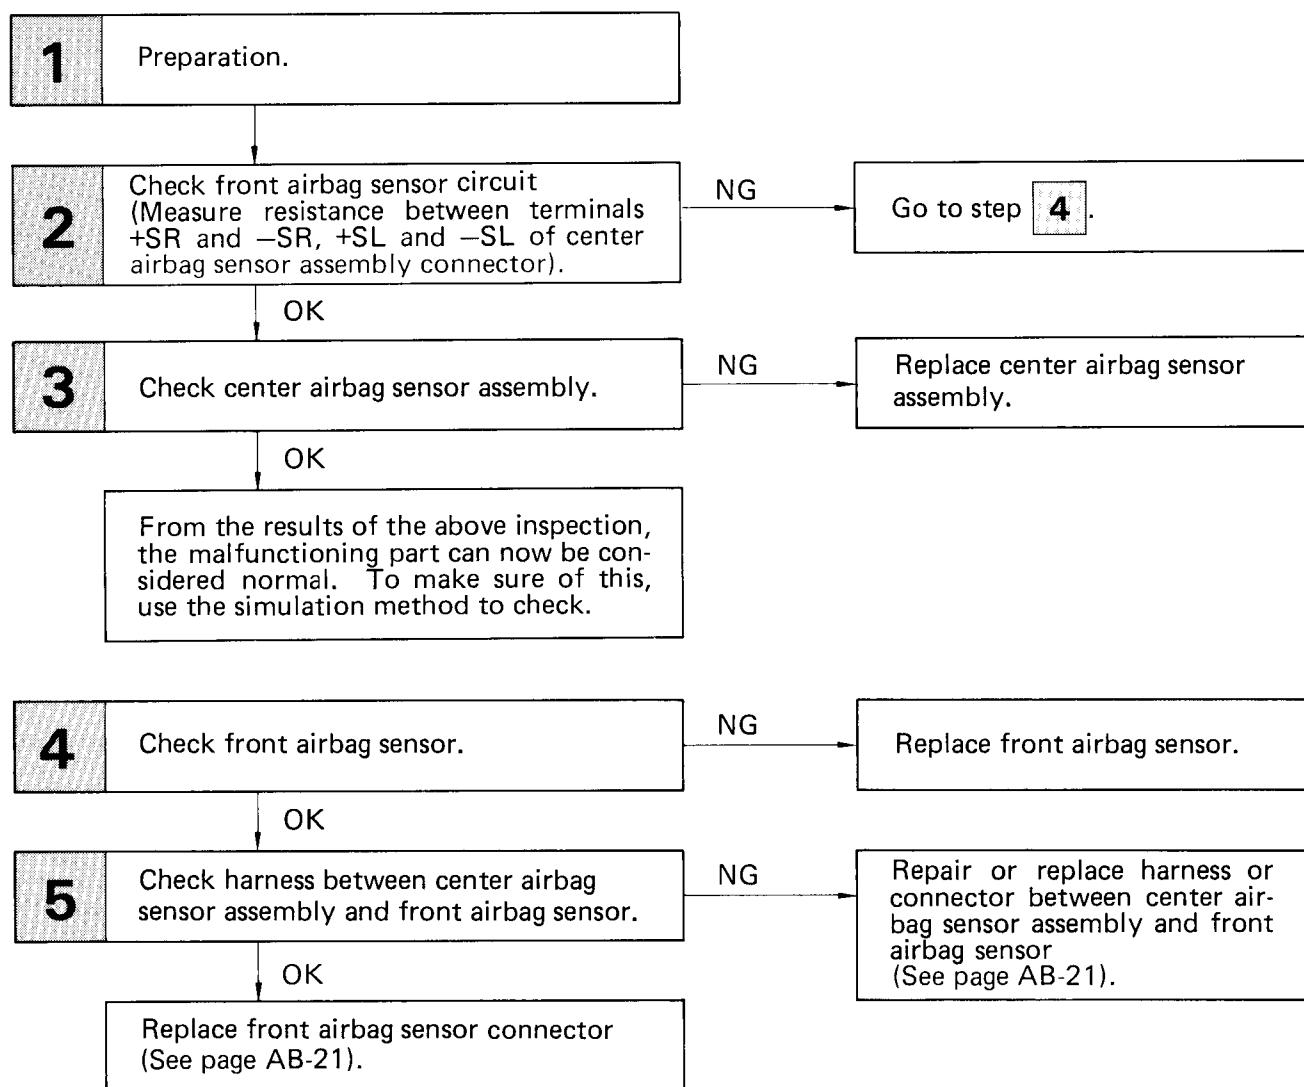 1
Preparation.
2
Check front airbag sensor circuit
(Measure resistance between terminals
+SR and —SR, +SL and —SL of center
airbag sensor assembly connector).
NG
Go to step 4 .
OK
3
Check center airbag sensor assembly.
NG
Replace center airbag sensor
assembly.
OK
From the results of the above inspection,
the malfunctioning part can now be con-
sidered normal. To make sure of this,
use the simulation method to check.
4
Check front airbag sensor.
NG
Replace front airbag sensor.
OK
5
Check harness between center airbag
sensor assembly and front airbag sensor.
NG
Repair or replace harness or
connector between center air-
bag sensor assembly and front
airbag sensor
(See page AB-21).
OK
Replace front airbag sensor connector
(See page AB-21).